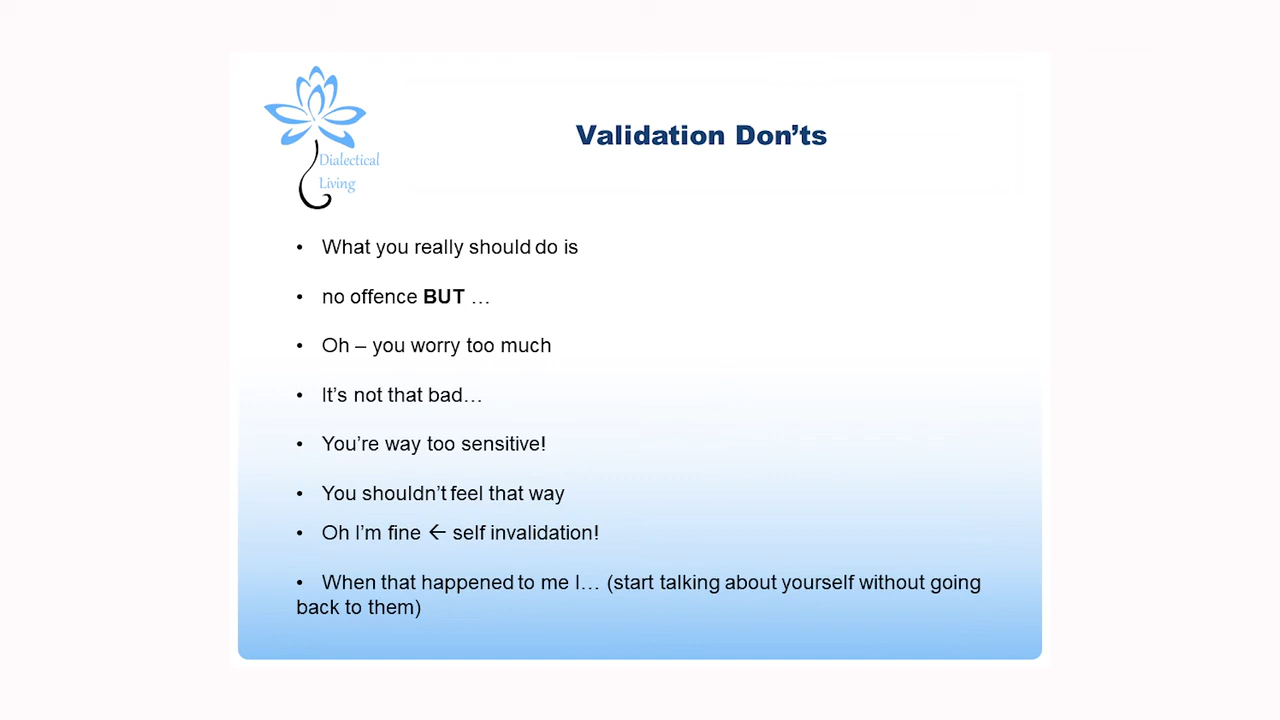 Dialectical
Living
Validation Don’ts
• What you really should do is
• no offence BUT …
• Oh – you worry too much
• It’s not that bad…
• You’re way too sensitive!
• You shouldn’t feel that way
• Oh I’m fine ← self invalidation!
• When that happened to me I… (start talking about yourself without going
back to them)